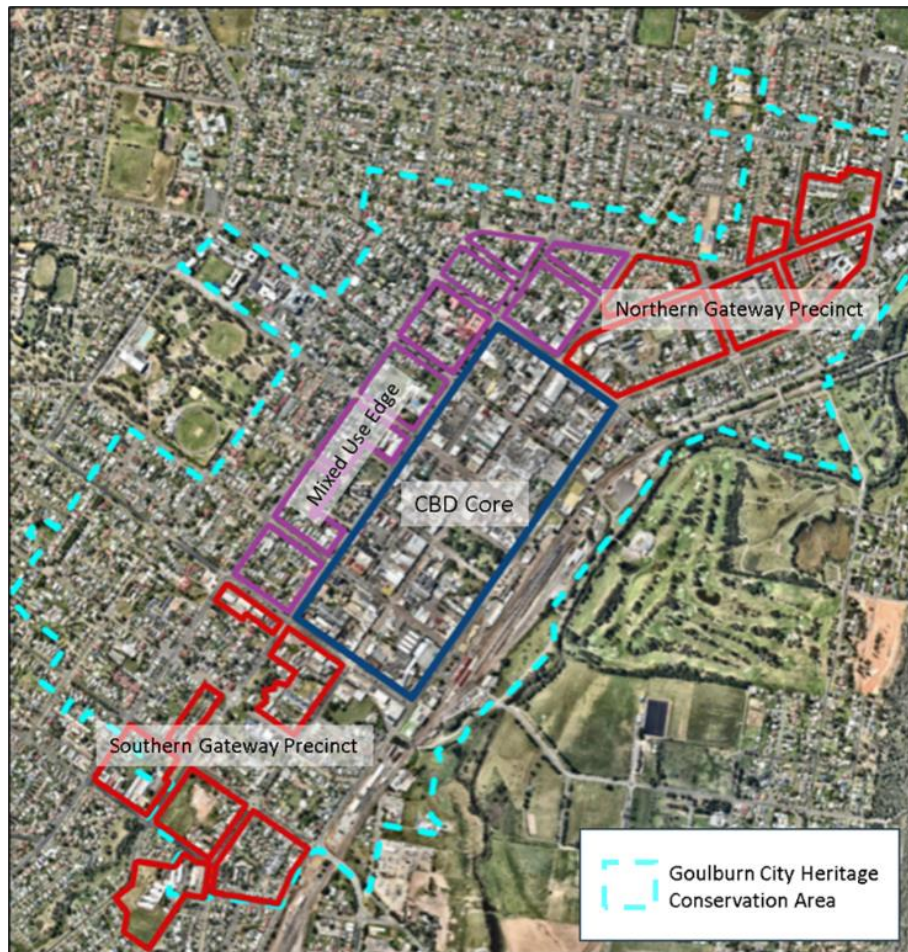 Northern Gateway Precinct
Mixed Use Edge
CBD Core
Southern Gateway Precinct
Goulburn City Heritage
Conservation Area